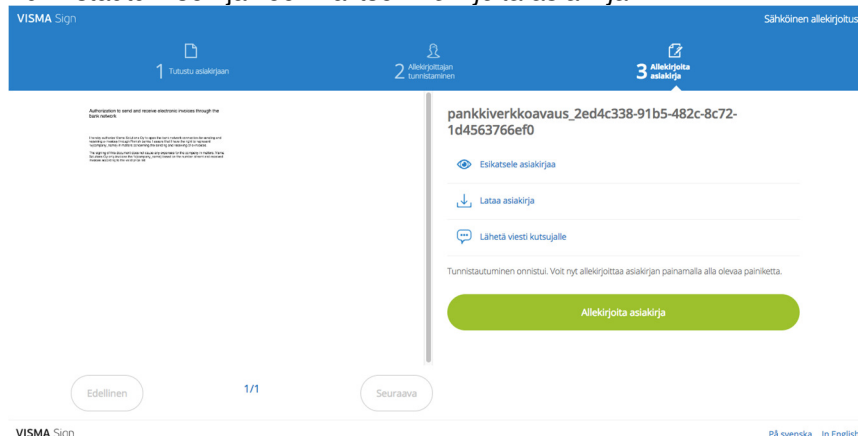 VISMA Sign
Sähköinen allekirjoitus
1 Tutustu asiakirjaan
2 Allekirjoittajan
tunnistaminen
3 Allekirjoita
asiakirja
Authorization to send and receive electronic invoices through the
bank network
pankkiverkkoavaus_2ed4c338-91b5-482c-8c72-
1d4563766ef0
Esikatsele asiakirjaa
Lataa asiakirja
Lähetä viesti kutsujalle
Tunnistautuminen onnistui. Voit nyt allekirjoittaa asiakirjan painamalla alla olevaa painiketta.
Allekirjoita asiakirja
Edellinen
1/1
Seuraava
VISMA Sign
På svenska
In English